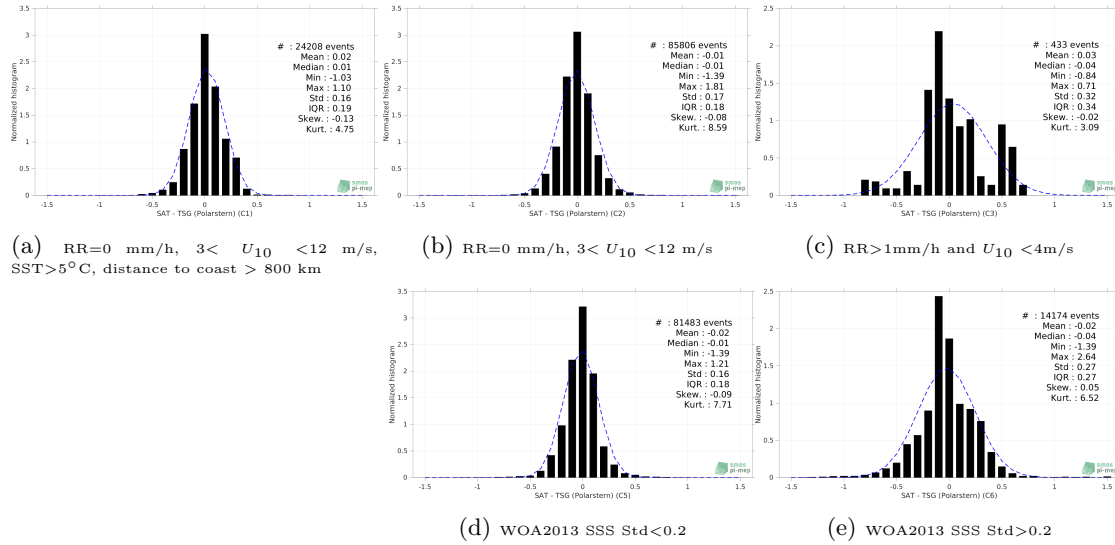 3.5
3
2.5
2
1.5
1
0.5
0
Normalized histogram
# : 24208 events
Mean : 0.02
Median : 0.01
Min : -1.03
Max : 1.10
Std : 0.16
IQR : 0.19
Skew. : -0.13
Kurt. : 4.75
smos
pi-mep
-1.5 -1 -0.5 0 0.5 1 1.5
SAT - TSG (Polarstern) (C1)
(a) RR=0 mm/h, 3< U10 <12 m/s,
SST>5°C, distance to coast > 800 km
3.5
3
2.5
2
1.5
1
0.5
0
Normalized histogram
# : 85806 events
Mean : -0.01
Median : -0.01
Min : -1.39
Max : 1.81
Std : 0.17
IQR : 0.18
Skew. : -0.08
Kurt. : 8.59
smos
pi-mep
-1.5 -1 -0.5 0 0.5 1 1.5
SAT - TSG (Polarstern) (C2)
(b) RR=0 mm/h, 3< U10 <12 m/s
2.5
2
1.5
1
0.5
0
Normalized histogram
# : 433 events
Mean : 0.03
Median : -0.04
Min : -0.84
Max : 0.71
Std : 0.32
IQR : 0.34
Skew. : -0.02
Kurt. : 3.09
smos
pi-mep
-1.5 -1 -0.5 0 0.5 1 1.5
SAT - TSG (Polarstern) (C3)
(c) RR>1mm/h and U10 <4m/s
3.5
3
2.5
2
1.5
1
0.5
0
Normalized histogram
# : 81483 events
Mean : -0.02
Median : -0.01
Min : -1.39
Max : 1.21
Std : 0.16
IQR : 0.18
Skew. : -0.09
Kurt. : 7.71
smos
pi-mep
-1.5 -1 -0.5 0 0.5 1 1.5
SAT - TSG (Polarstern) (C5)
(d) WOA2013 SSS Std<0.2
2.5
2
1.5
1
0.5
0
Normalized histogram
# : 14174 events
Mean : -0.02
Median : -0.04
Min : -1.39
Max : 2.64
Std : 0.27
IQR : 0.27
Skew. : 0.05
Kurt. : 6.52
smos
pi-mep
-1.5 -1 -0.5 0 0.5 1 1.5
SAT - TSG (Polarstern) (C6)
(e) WOA2013 SSS Std>0.2